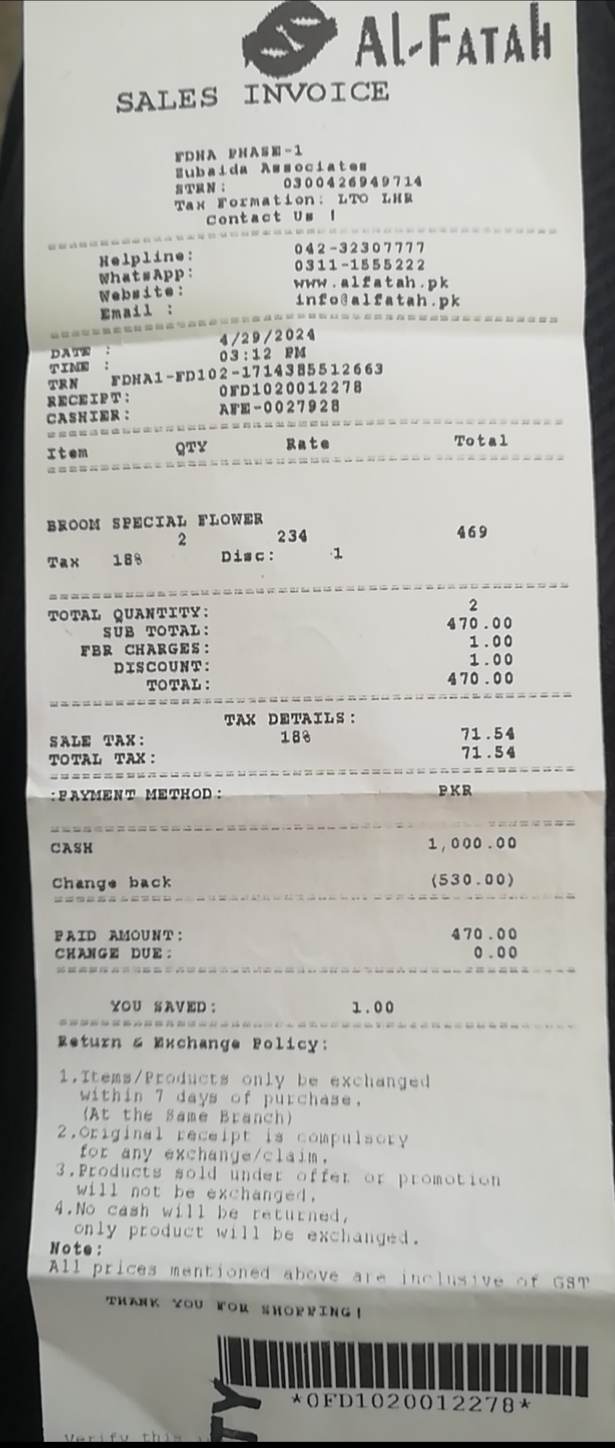 Al-Fatah
SALES INVOICE
FDHA PHASE-1
Subaida Associates
STRN: 0300426949714
Tax Formation: LTO LHR
Contact Us !
Helpline: 042-32307777
WhatsApp: 0311-1555222
Website: www.alfatah.pk
Email : info@alfatah.pk
DATE : 4/29/2024
TIME : 03:12 PM
TRN FDHA1-FD102-1714385512663
RECEIPT: 0FD1020012278
CASHIER: AFE-0027928
Item QTY Rate Total
BROOM SPECIAL FLOWER
2 234 469
Tax 18% Disc: 1
TOTAL QUANTITY: 2
SUB TOTAL: 470.00
FBR CHARGES: 1.00
DISCOUNT: 1.00
TOTAL: 470.00
TAX DETAILS:
SALE TAX: 18% 71.54
TOTAL TAX: 71.54
:PAYMENT METHOD: PKR
CASH 1,000.00
Change back (530.00)
PAID AMOUNT: 470.00
CHANGE DUE: 0.00
YOU SAVED: 1.00
Return & Exchange Policy:
1.Items/Products only be exchanged
within 7 days of purchase.
(At the Same Branch)
2.Original receipt is compulsory
for any exchange/claim.
3.Products sold under offer or promotion
will not be exchanged.
4.No cash will be returned,
only product will be exchanged.
Note:
All prices mentioned above are inclusive of GST
THANK YOU FOR SHOPPING!
*0FD1020012278*
Verify this